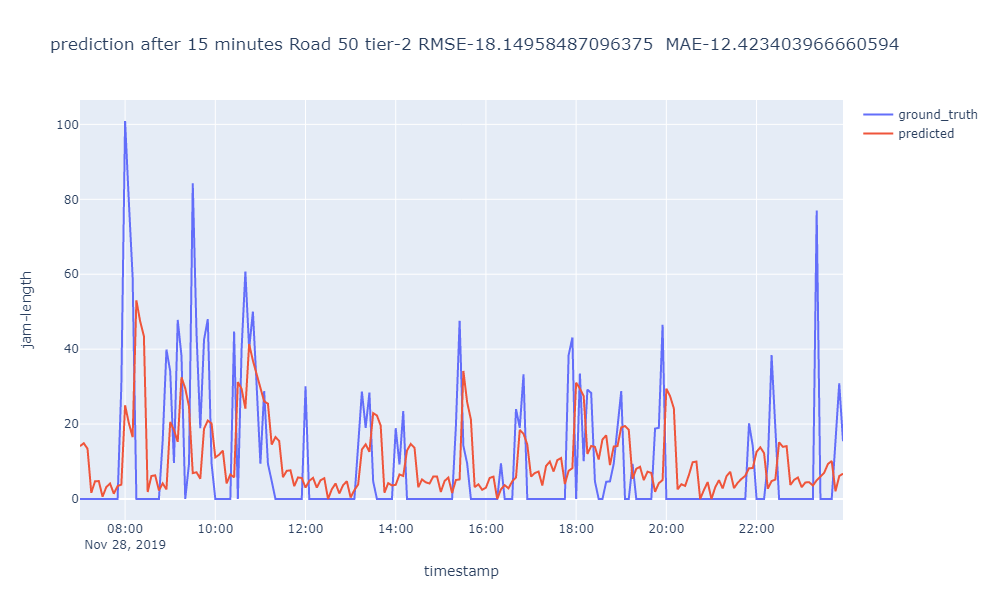 prediction after 15 minutes Road 50 tier-2 RMSE-18.14958487096375  MAE-12.423403966660594
ground_truth
predicted
jam-length
100
80
60
40
20
0
08:00 10:00 12:00 14:00 16:00 18:00 20:00 22:00
Nov 28, 2019
timestamp